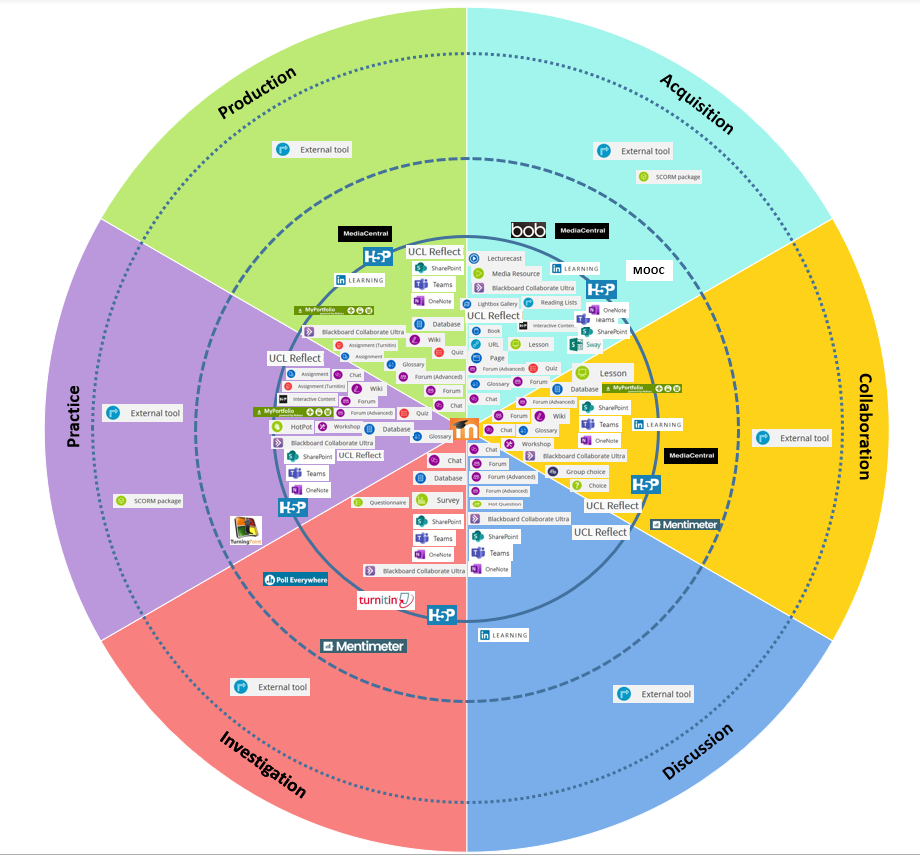 Production
External tool
MediaCentral
H5P
UCL Reflect
SharePoint
LEARNING
Teams
OneNote
MyPortfolio
Database
Blackboard Collaborate Ultra
Wiki
Assignment (Turnitin)
Quiz
Assignment
Glossary
Forum (Advanced)
Forum
Chat
Acquisition
External tool
SCORM package
bob
MediaCentral
Lecturecast
LEARNING
MOOC
Media Resource
Blackboard Collaborate Ultra
H5P
Lightbox Gallery
Reading Lists
OneNote
UCL Reflect
Teams
Interactive Conten
SharePoint
Book
URL
Lesson
Sway
Page
Forum (Advanced)
Quiz
Glossary
Forum
Chat
Collaboration
External tool
Lesson
Database
MyPortfolio
SharePoint
Forum (Advanced)
Forum
Wiki
Teams
LEARNING
Chat
Glossary
OneNote
Workshop
Blackboard Collaborate Ultra
MediaCentral
Group choice
Choice
H5P
UCL Reflect
Mentimeter
Discussion
Chat
Forum
Forum (Advanced)
Forum (Advanced)
Hot Question
Blackboard Collaborate Ultra
UCL Reflect
SharePoint
Teams
OneNote
LEARNING
External tool
Investigation
Chat
Database
Questionnaire
Survey
SharePoint
Teams
OneNote
Blackboard Collaborate Ultra
Poll Everywhere
turnitin
H5P
Mentimeter
External tool
Practice
External tool
SCORM package
UCL Reflect
Assignment
Chat
Assignment (Turnitin)
Wiki
Interactive Content
Forum
MyPortfolio
Forum (Advanced)
Quiz
HotPot
Workshop
Database
Glossary
Blackboard Collaborate Ultra
SharePoint
UCL Reflect
Teams
OneNote
H5P
TurningPoint